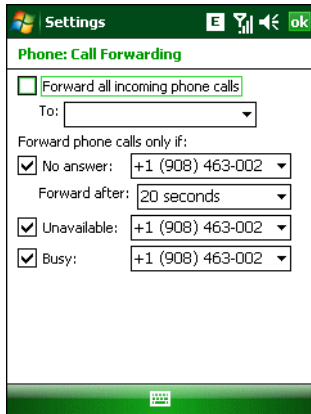 Settings E ok
Phone: Call Forwarding
Forward all incoming phone calls
To:
Forward phone calls only if:
No answer: +1 (908) 463-002
Forward after: 20 seconds
Unavailable: +1 (908) 463-002
Busy: +1 (908) 463-002